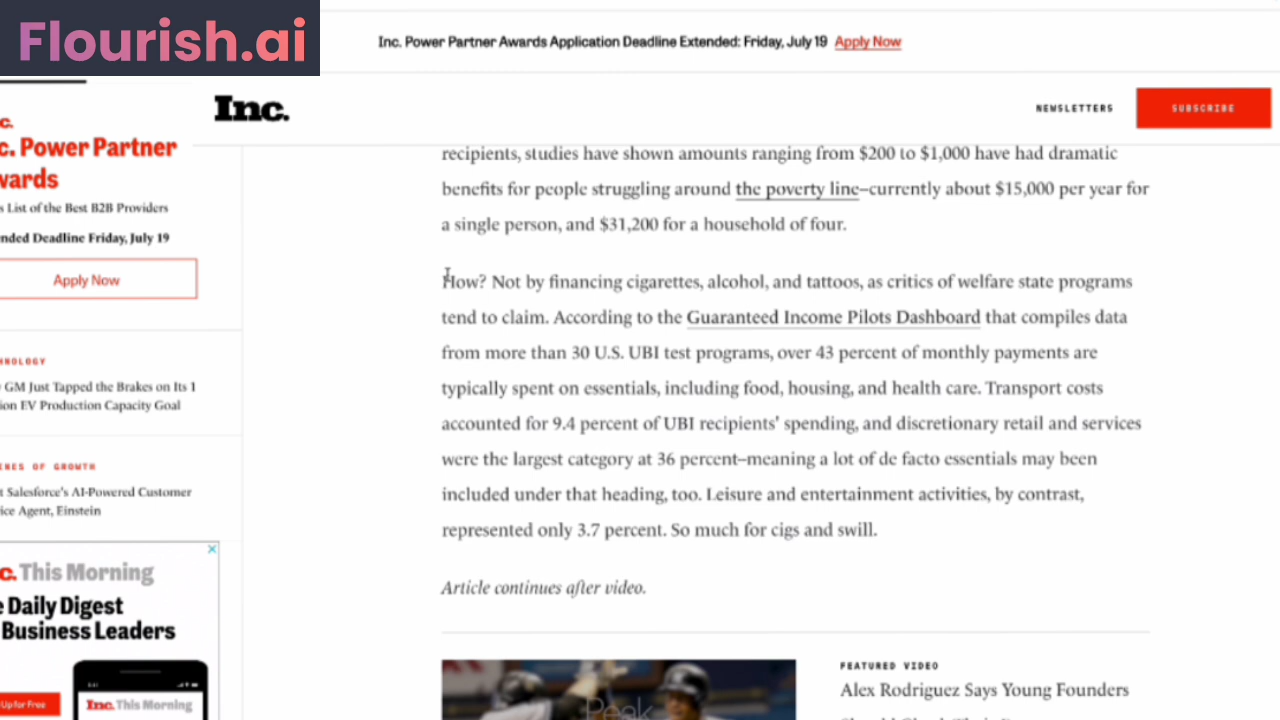 Flourish.ai
Inc. Power Partner Awards Application Deadline Extended: Friday, July 19 Apply Now
Inc.
NEWSLETTERS
SUBSCRIBE
c.
c. Power Partner
wards
s List of the Best B2B Providers
nded Deadline Friday, July 19
Apply Now
HNOLOGY
GM Just Tapped the Brakes on Its 1
ion EV Production Capacity Goal
INES OF GROWTH
t Salesforce's AI-Powered Customer
ice Agent, Einstein
c. This Morning
e Daily Digest
Business Leaders
Up for Free
Inc. This Morning
recipients, studies have shown amounts ranging from $200 to $1,000 have had dramatic
benefits for people struggling around the poverty line–currently about $15,000 per year for
a single person, and $31,200 for a household of four.
How? Not by financing cigarettes, alcohol, and tattoos, as critics of welfare state programs
tend to claim. According to the Guaranteed Income Pilots Dashboard that compiles data
from more than 30 U.S. UBI test programs, over 43 percent of monthly payments are
typically spent on essentials, including food, housing, and health care. Transport costs
accounted for 9.4 percent of UBI recipients' spending, and discretionary retail and services
were the largest category at 36 percent–meaning a lot of de facto essentials may been
included under that heading, too. Leisure and entertainment activities, by contrast,
represented only 3.7 percent. So much for cigs and swill.
Article continues after video.
Peak
FEATURED VIDEO
Alex Rodriguez Says Young Founders